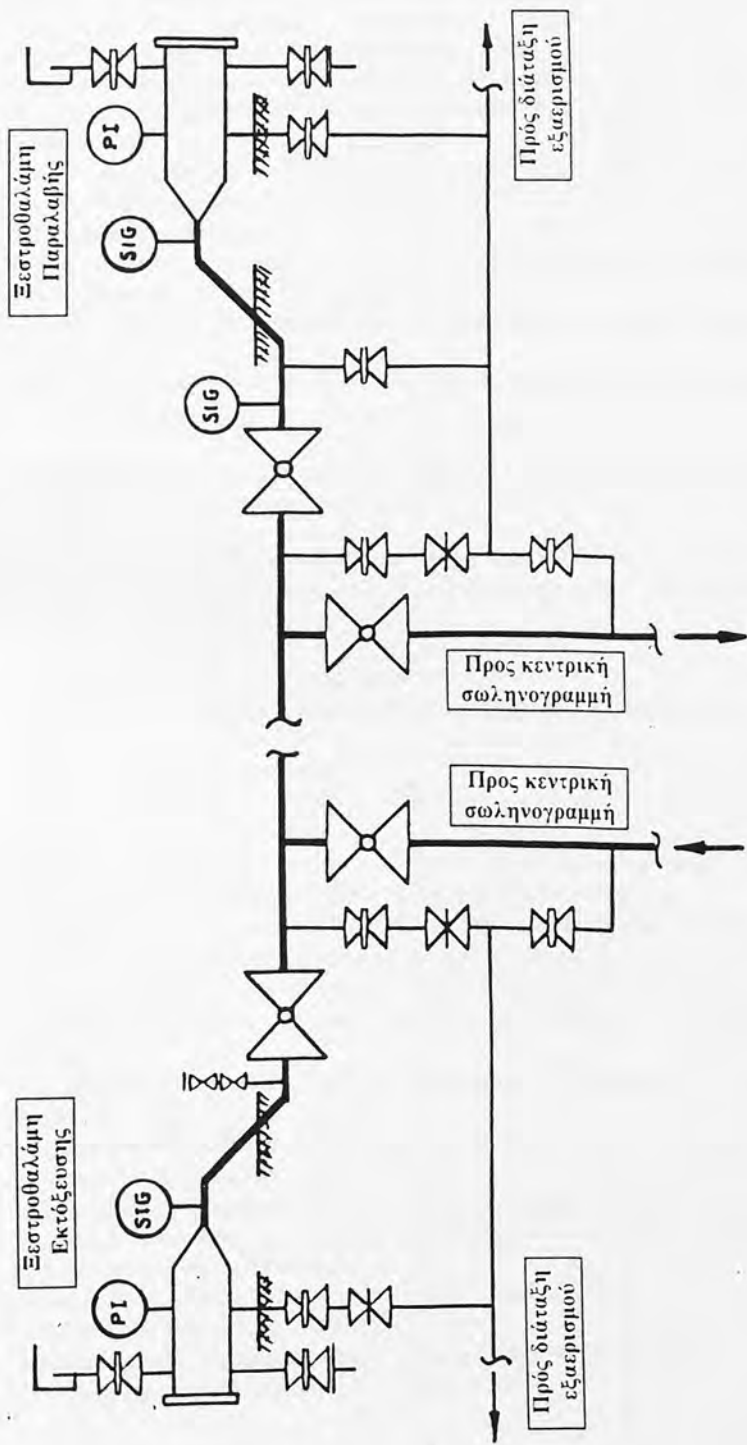 Ξεστροθαλάμη
Εκτόξευσης
Ξεστροθαλάμη
Παραλαβής
PI
SIG
SIG
SIG
PI
Προς κεντρική
σωληνογραμμή
Προς κεντρική
σωληνογραμμή
Πρός διάταξη
εξαερισμού
Πρός διάταξη
εξαερισμού